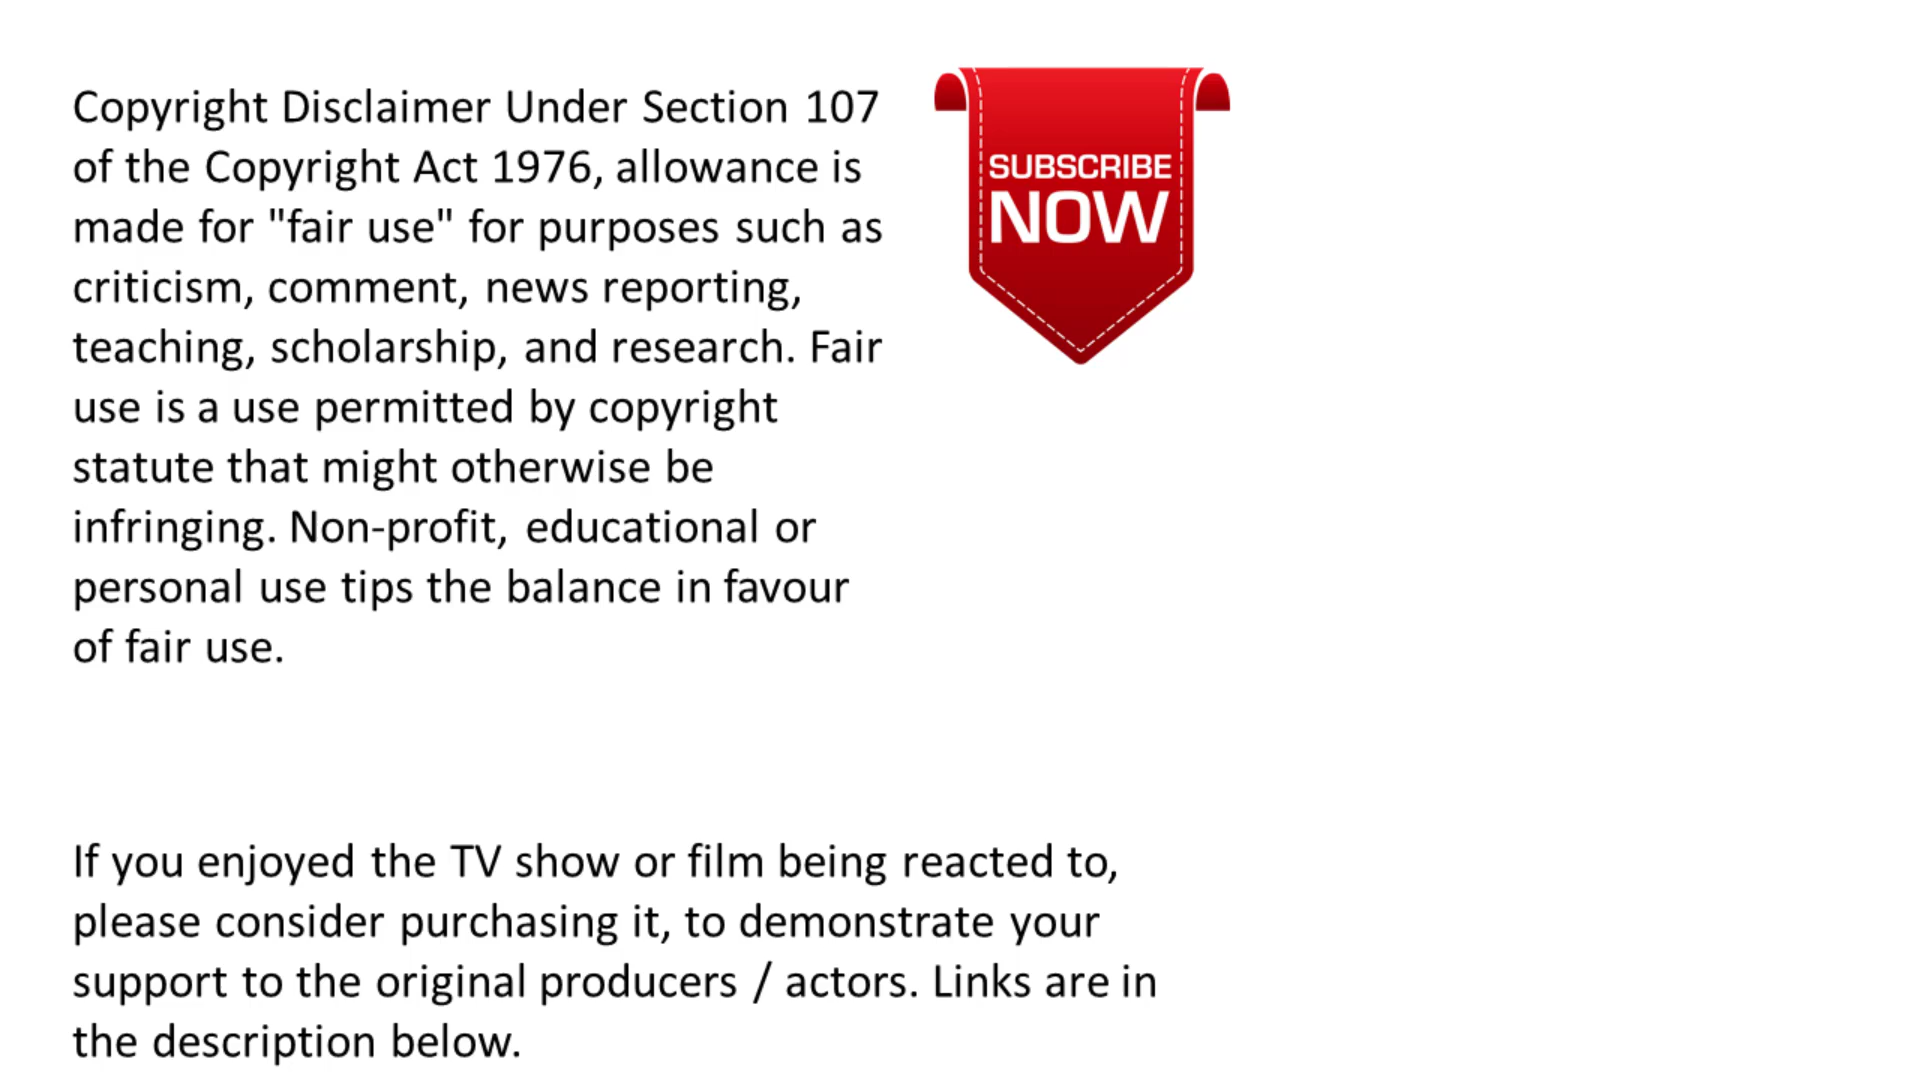 Copyright Disclaimer Under Section 107
of the Copyright Act 1976, allowance is
made for "fair use" for purposes such as
criticism, comment, news reporting,
teaching, scholarship, and research. Fair
use is a use permitted by copyright
statute that might otherwise be
infringing. Non-profit, educational or
personal use tips the balance in favour
of fair use.
SUBSCRIBE
NOW
If you enjoyed the TV show or film being reacted to,
please consider purchasing it, to demonstrate your
support to the original producers / actors. Links are in
the description below.